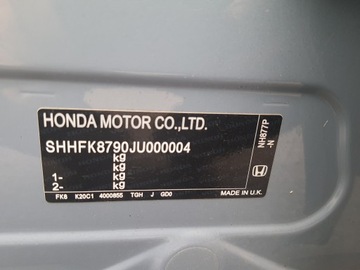 HONDA MOTOR CO.,LTD.
SHHFK8790JU000004
kg
kg
1- kg
2- kg
FK8 K20C1 4000855 TGH J GD0
MADE IN U.K.
NH877P
-N